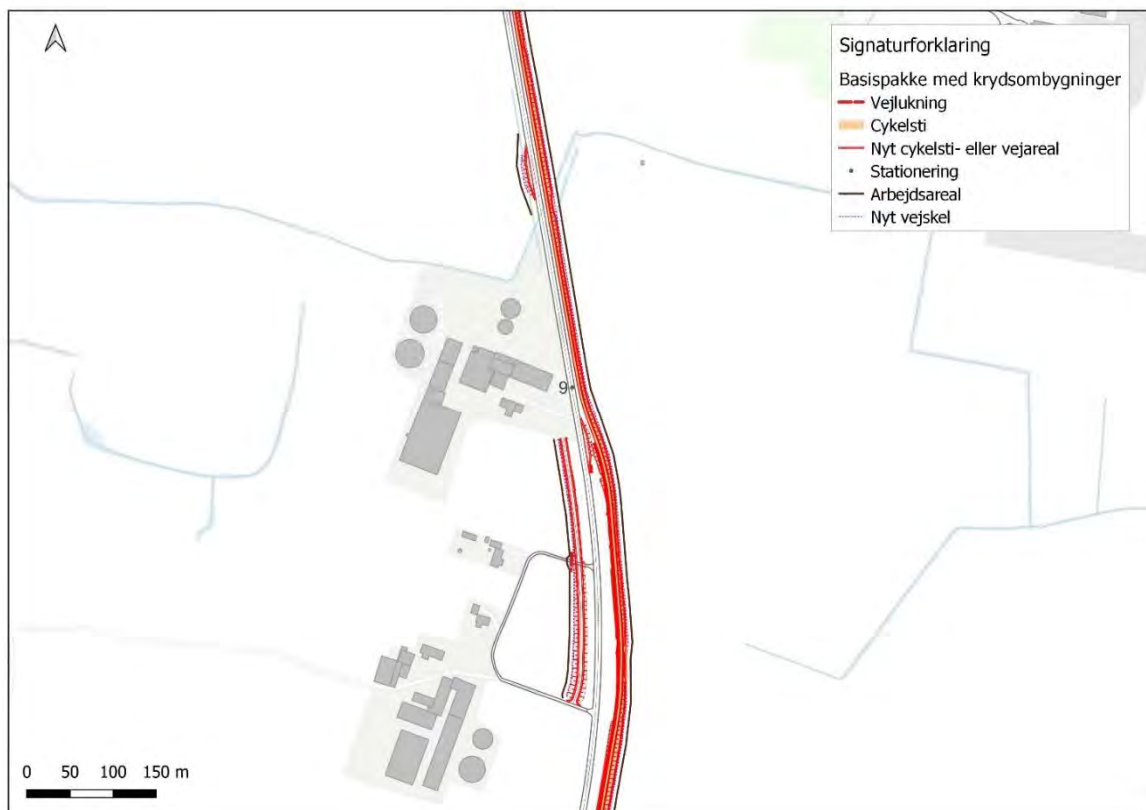 Signaturforklaring
Basispakke med krydsombygninger
Vejlukning
Cykelsti
Nyt cykelsti- eller vejareal
Stationering
Arbejdsareal
Nyt vejskel
9
0 50 100 150 m